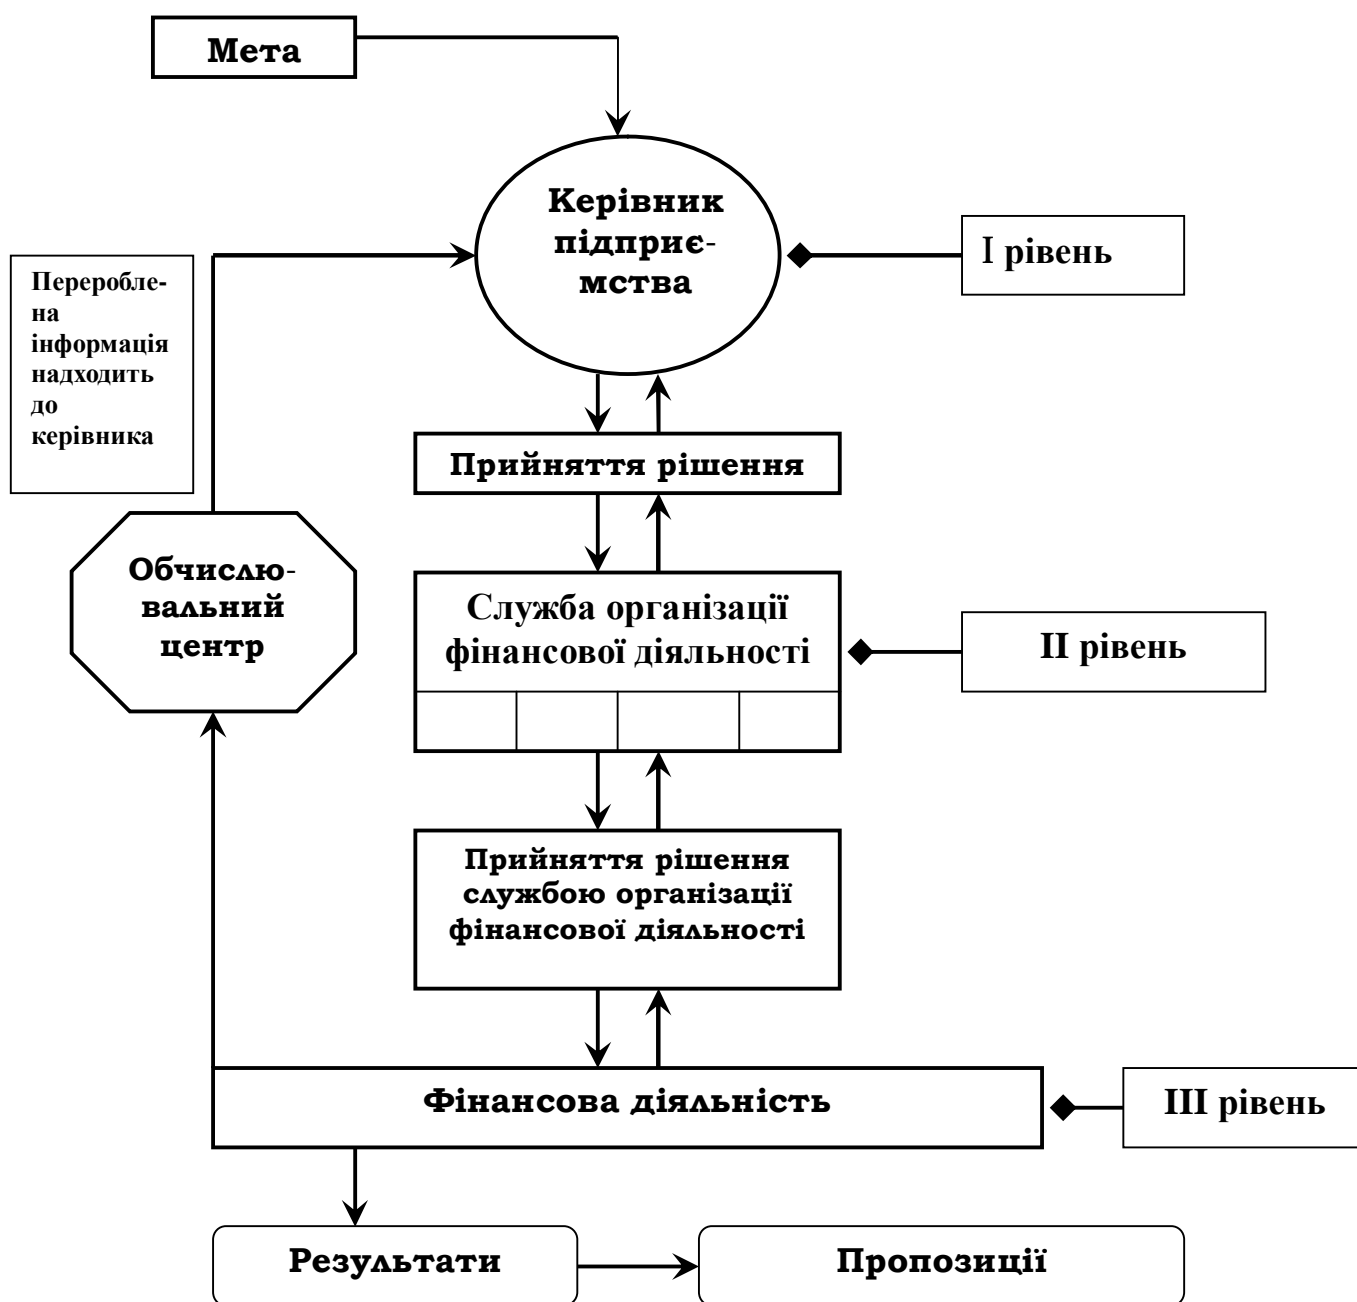 Мета
Керівник
підприє-
мства
І рівень
Переробле-
на
інформація
надходить
до
керівника
Прийняття рішення
Обчислю-
вальний
центр
Служба організації
фінансової діяльності
ІІ рівень
Прийняття рішення
службою організації
фінансової діяльності
Фінансова діяльність
ІІІ рівень
Результати
Пропозиції